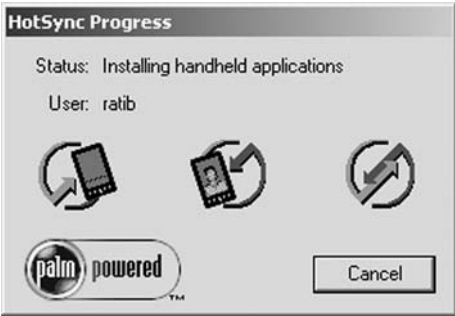 HotSync Progress
Status: Installing handheld applications
User: ratib
palm powered
TM
Cancel